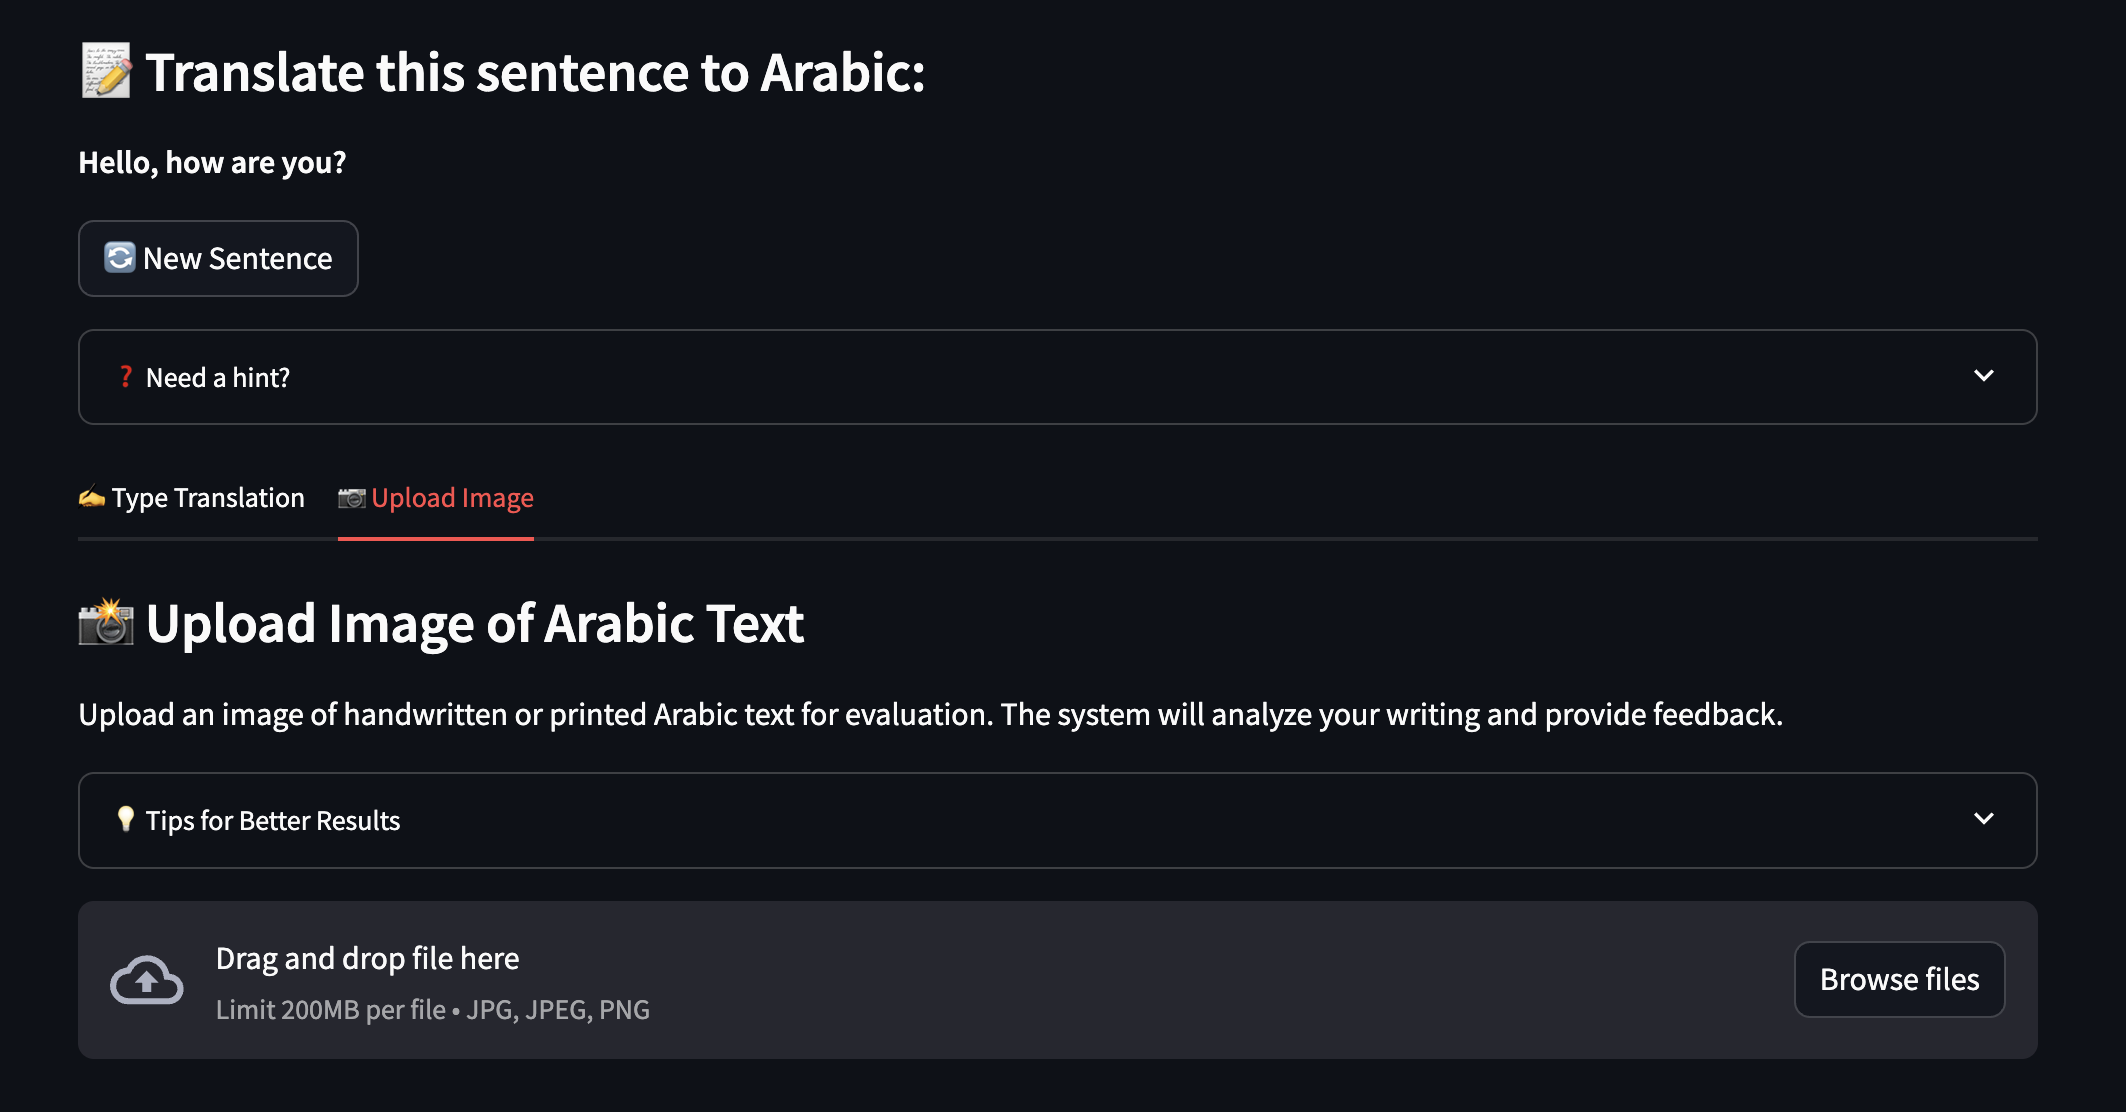 📝 Translate this sentence to Arabic:
Hello, how are you?
🔄 New Sentence
❓ Need a hint?
✍️ Type Translation 📷 Upload Image
📸 Upload Image of Arabic Text
Upload an image of handwritten or printed Arabic text for evaluation. The system will analyze your writing and provide feedback.
💡 Tips for Better Results
Drag and drop file here
Limit 200MB per file • JPG, JPEG, PNG
Browse files